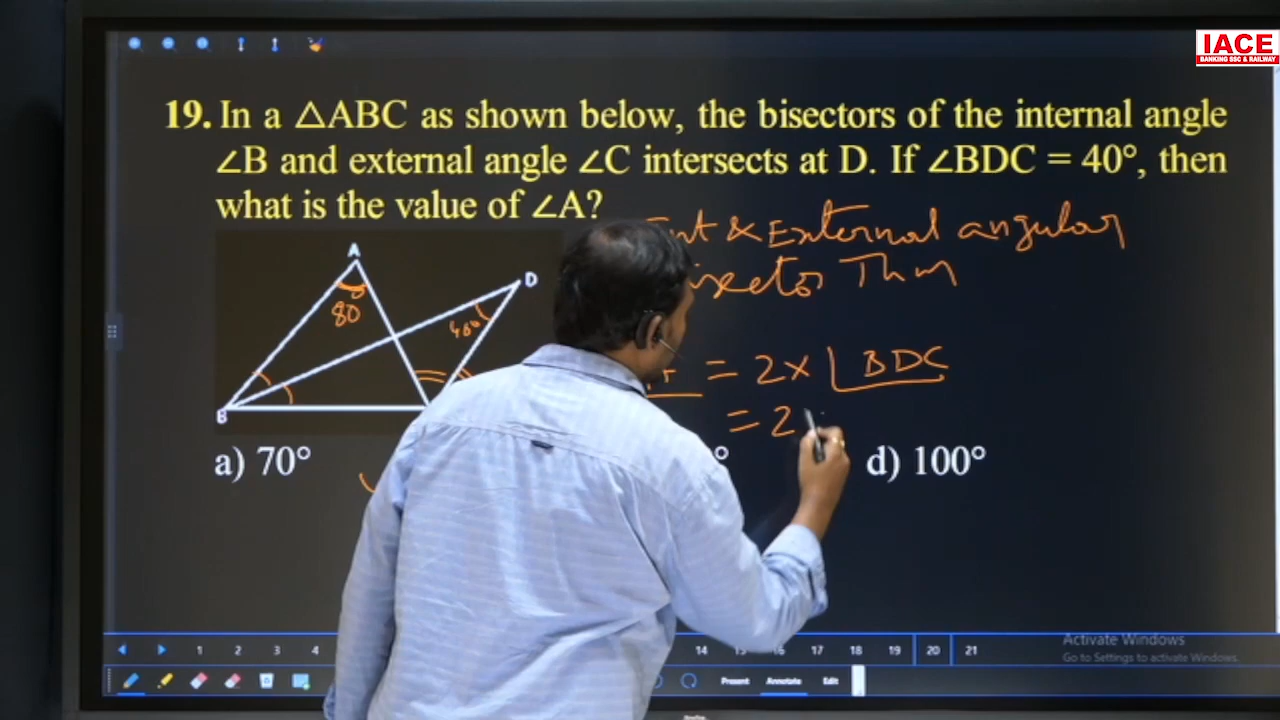 IACE
BANKING SSC & RAILWAY
19. In a △ABC as shown below, the bisectors of the internal angle
∠B and external angle ∠C intersects at D. If ∠BDC = 40°, then
what is the value of ∠A?
Int & External angular
Thm
A
80
D
40°
B
= 2 × ∠BDC
= 2
a) 70°
d) 100°
1 2 3 4 14 15 16 17 18 19 20 21
Present Annotate Edit
Activate Windows
Go to Settings to activate Windows.